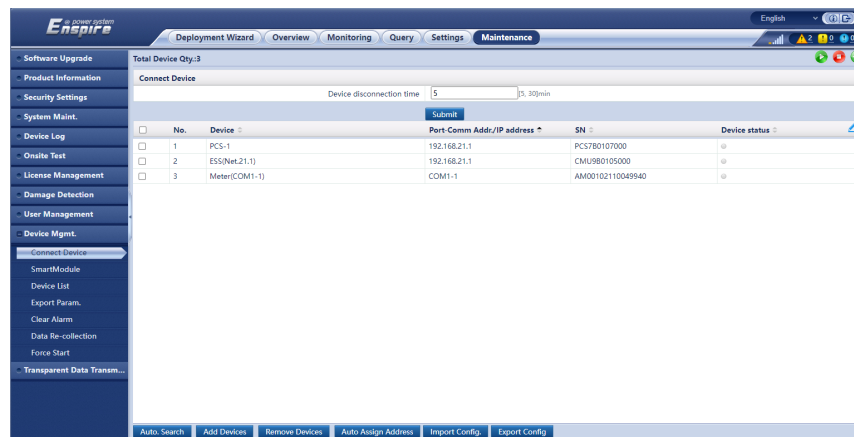 e power system
Enspire
English
Deployment Wizard Overview Monitoring Query Settings Maintenance
2 0 0
Software Upgrade
Product Information
Security Settings
System Maint.
Device Log
Onsite Test
License Management
Damage Detection
User Management
Device Mgmt.
Connect Device
SmartModule
Device List
Export Param.
Clear Alarm
Data Re-collection
Force Start
Transparent Data Transm...
Total Device Qty.:3
Connect Device
Device disconnection time 5 [5, 30]min
Submit
No. Device Port-Comm Addr./IP address SN Device status
1 PCS-1 192.168.21.1 PCS7B0107000
2 ESS(Net.21.1) 192.168.21.1 CMU9B0105000
3 Meter(COM1-1) COM1-1 AM00102110049940
Auto. Search Add Devices Remove Devices Auto Assign Address Import Config. Export Config